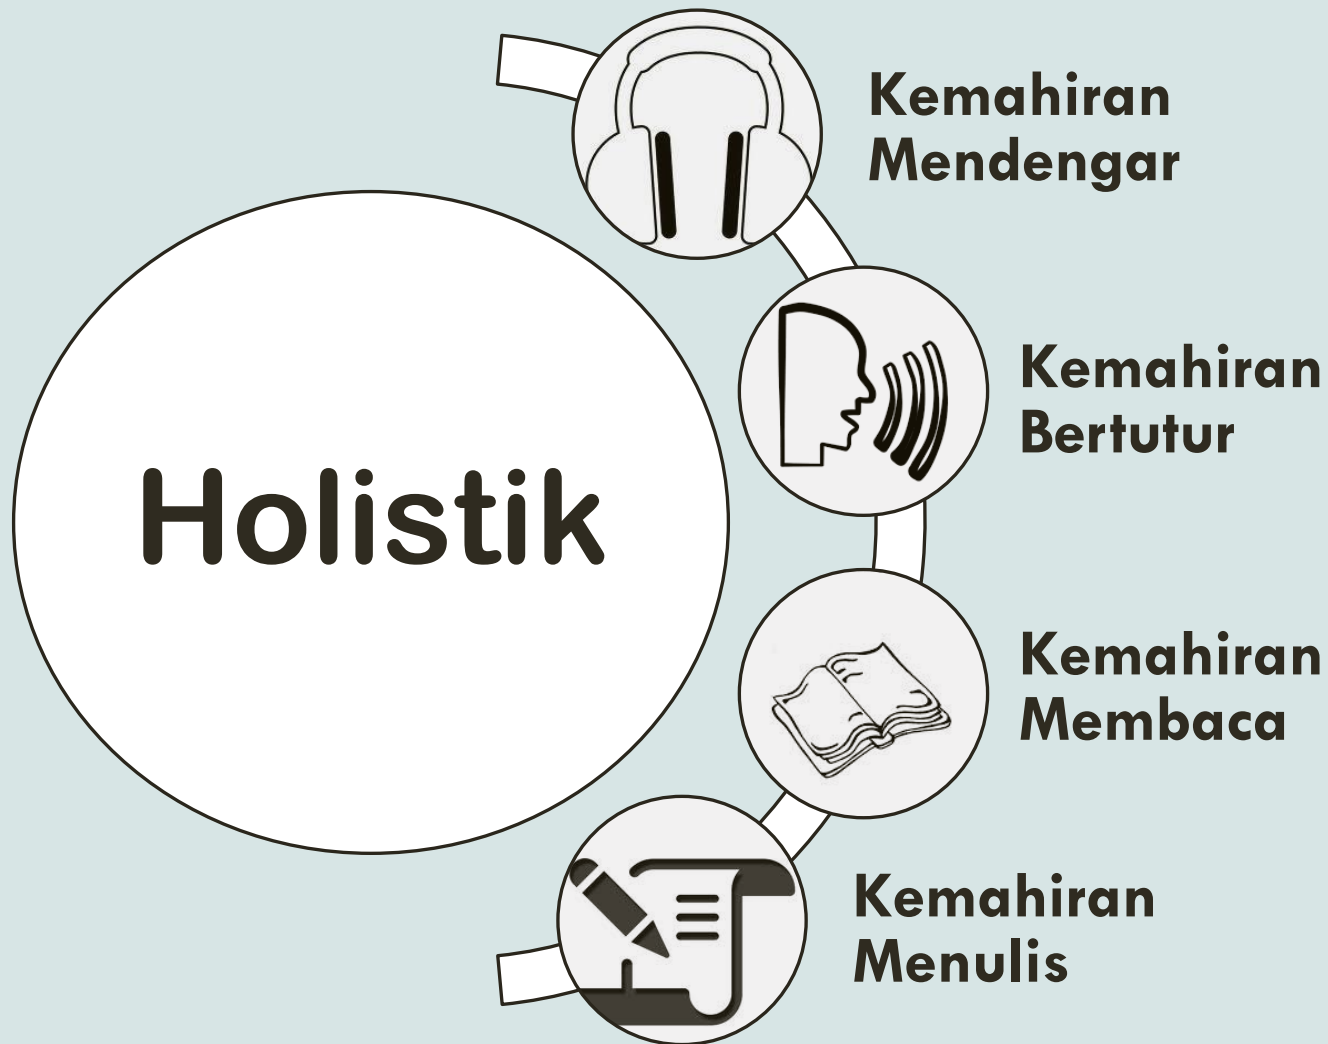 Kemahiran
Mendengar
Kemahiran
Bertutur
Holistik
Kemahiran
Membaca
Kemahiran
Menulis